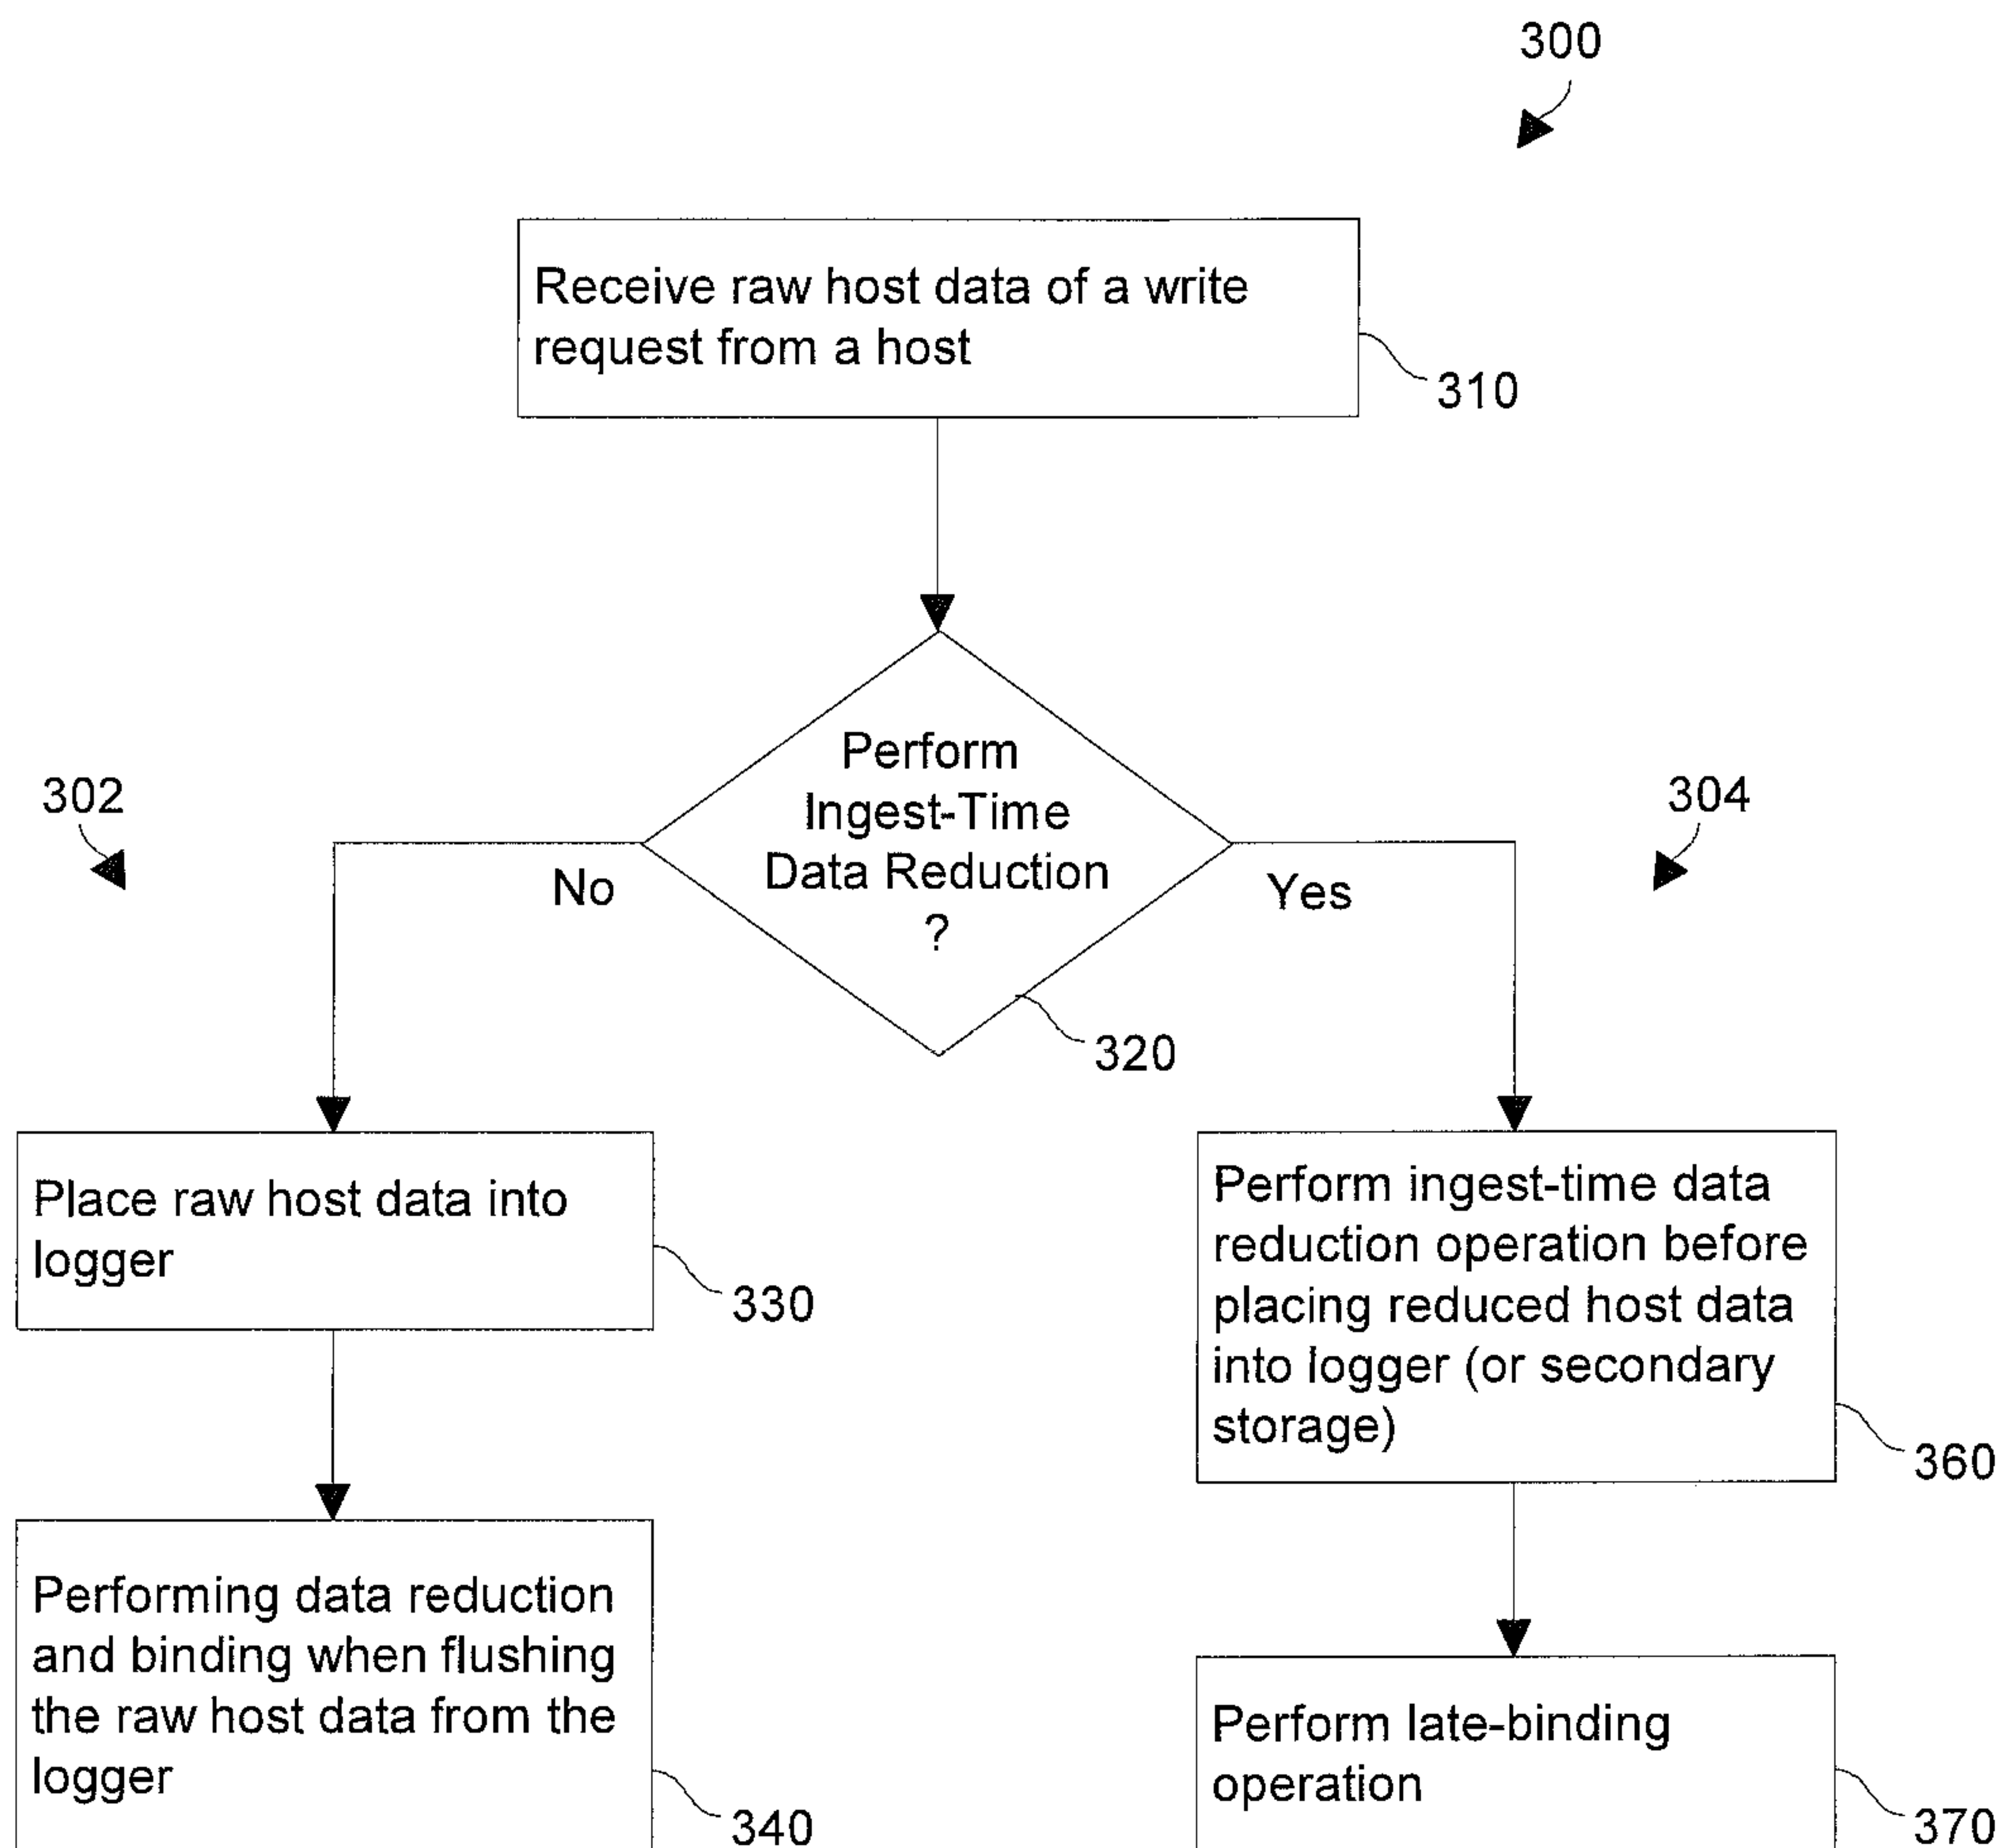 300
Receive raw host data of a write
request from a host
310
Perform
Ingest-Time
Data Reduction
?
302
304
No
Yes
320
Place raw host data into
logger
330
Perform ingest-time data
reduction operation before
placing reduced host data
into logger (or secondary
storage)
360
Performing data reduction
and binding when flushing
the raw host data from the
logger
340
Perform late-binding
operation
370